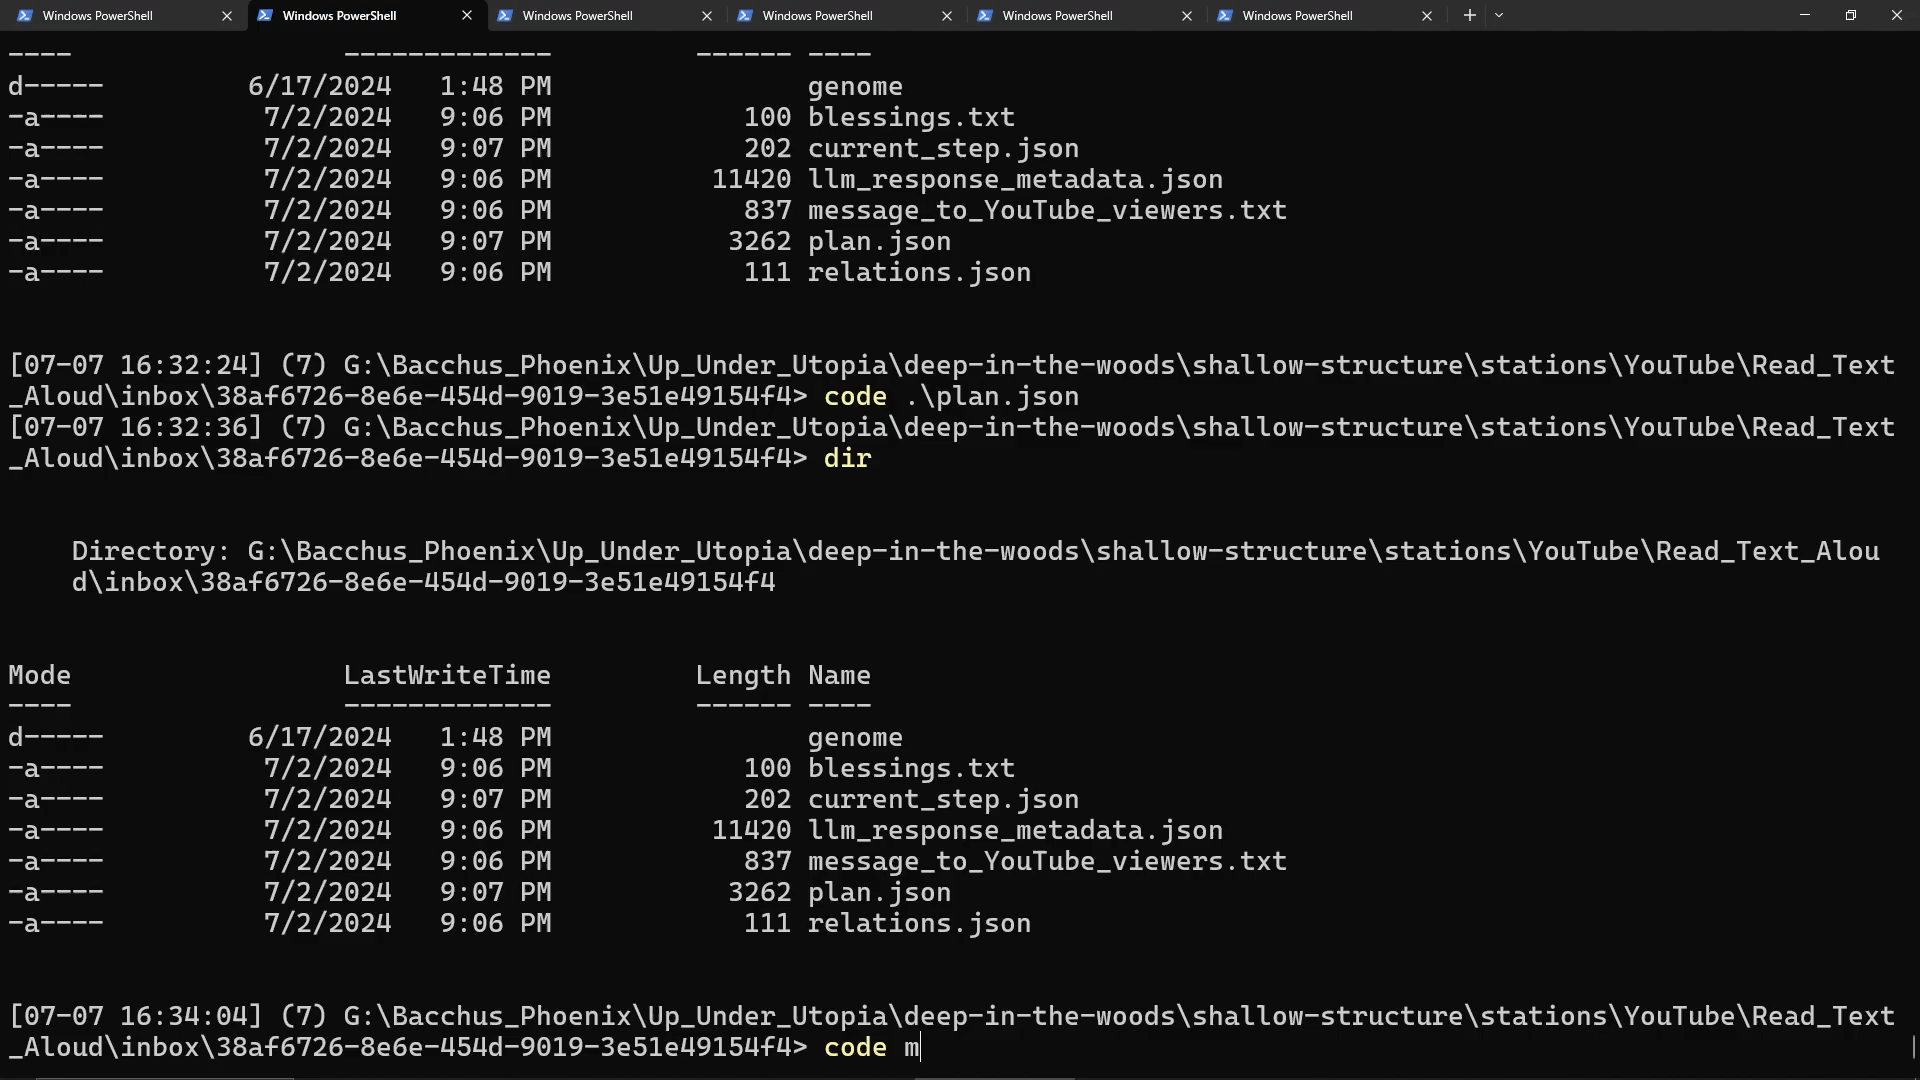 Windows PowerShell Windows PowerShell Windows PowerShell Windows PowerShell Windows PowerShell Windows PowerShell
---- ------------- ------ ----
d----- 6/17/2024 1:48 PM genome
-a---- 7/2/2024 9:06 PM 100 blessings.txt
-a---- 7/2/2024 9:07 PM 202 current_step.json
-a---- 7/2/2024 9:06 PM 11420 llm_response_metadata.json
-a---- 7/2/2024 9:06 PM 837 message_to_YouTube_viewers.txt
-a---- 7/2/2024 9:07 PM 3262 plan.json
-a---- 7/2/2024 9:06 PM 111 relations.json
[07-07 16:32:24] (7) G:\Bacchus_Phoenix\Up_Under_Utopia\deep-in-the-woods\shallow-structure\stations\YouTube\Read_Text
_Aloud\inbox\38af6726-8e6e-454d-9019-3e51e49154f4> code .\plan.json
[07-07 16:32:36] (7) G:\Bacchus_Phoenix\Up_Under_Utopia\deep-in-the-woods\shallow-structure\stations\YouTube\Read_Text
_Aloud\inbox\38af6726-8e6e-454d-9019-3e51e49154f4> dir
Directory: G:\Bacchus_Phoenix\Up_Under_Utopia\deep-in-the-woods\shallow-structure\stations\YouTube\Read_Text_Alou
d\inbox\38af6726-8e6e-454d-9019-3e51e49154f4
Mode LastWriteTime Length Name
---- ------------- ------ ----
d----- 6/17/2024 1:48 PM genome
-a---- 7/2/2024 9:06 PM 100 blessings.txt
-a---- 7/2/2024 9:07 PM 202 current_step.json
-a---- 7/2/2024 9:06 PM 11420 llm_response_metadata.json
-a---- 7/2/2024 9:06 PM 837 message_to_YouTube_viewers.txt
-a---- 7/2/2024 9:07 PM 3262 plan.json
-a---- 7/2/2024 9:06 PM 111 relations.json
[07-07 16:34:04] (7) G:\Bacchus_Phoenix\Up_Under_Utopia\deep-in-the-woods\shallow-structure\stations\YouTube\Read_Text
_Aloud\inbox\38af6726-8e6e-454d-9019-3e51e49154f4> code m